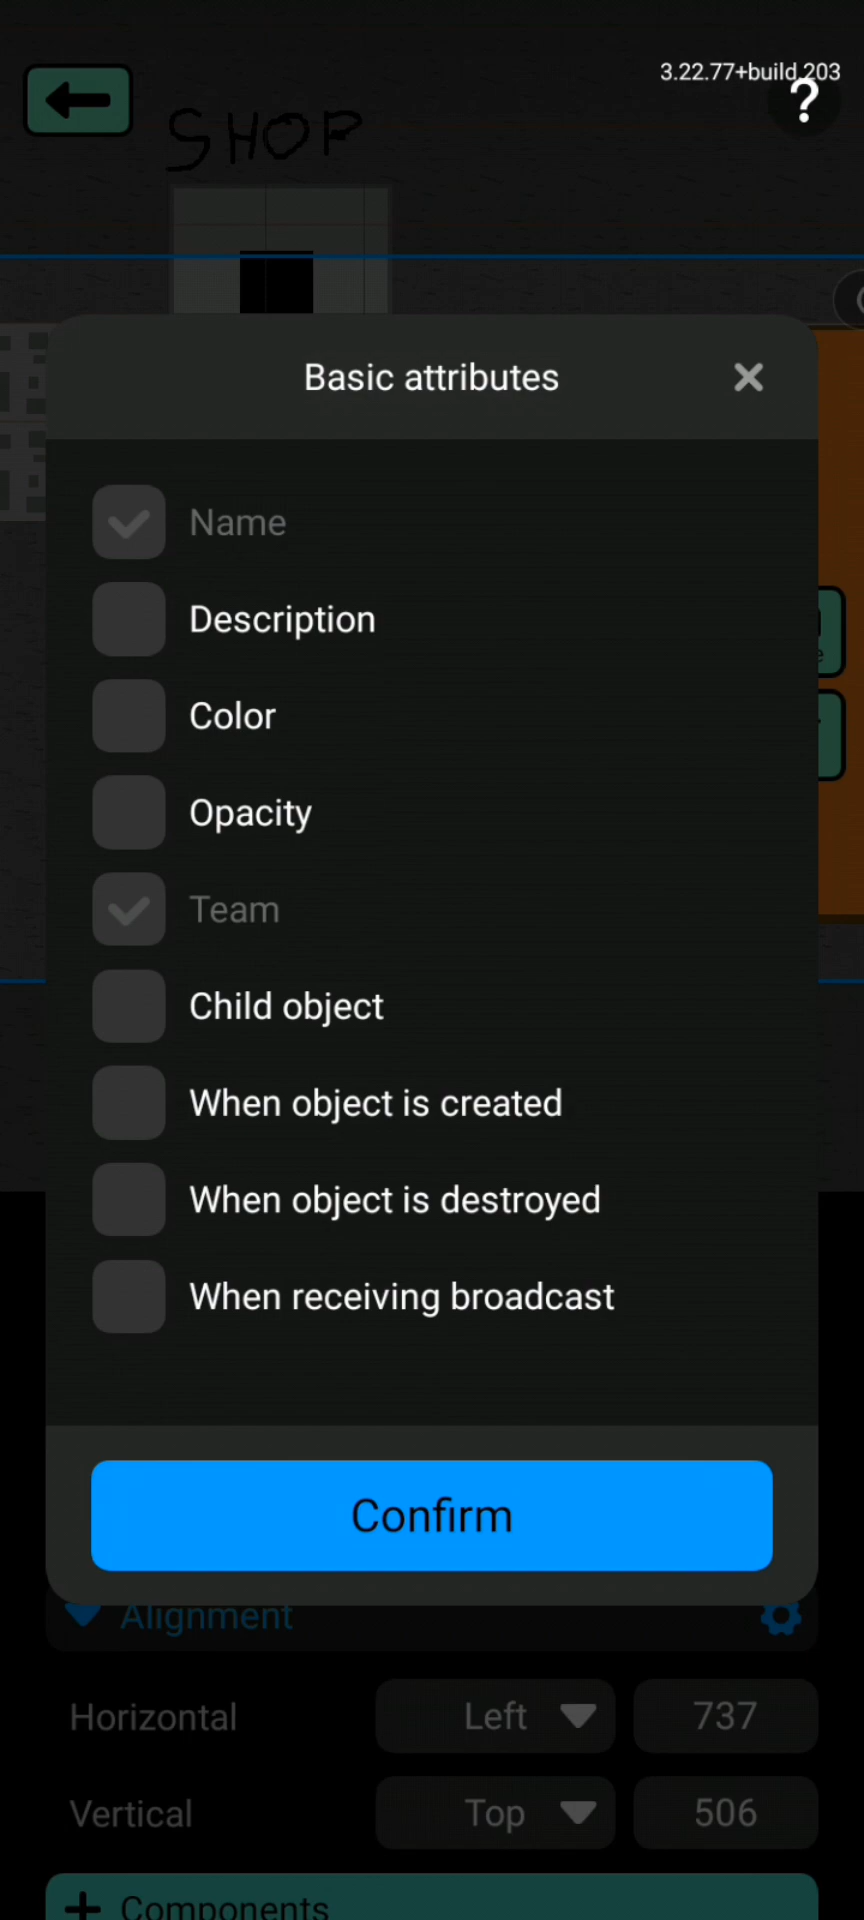 3.22.77+build.203
?
SHOP
Basic attributes
Name
Description
Color
Opacity
Team
Child object
When object is created
When object is destroyed
When receiving broadcast
Confirm
Alignment
Horizontal Left 737
Vertical Top 506
Components